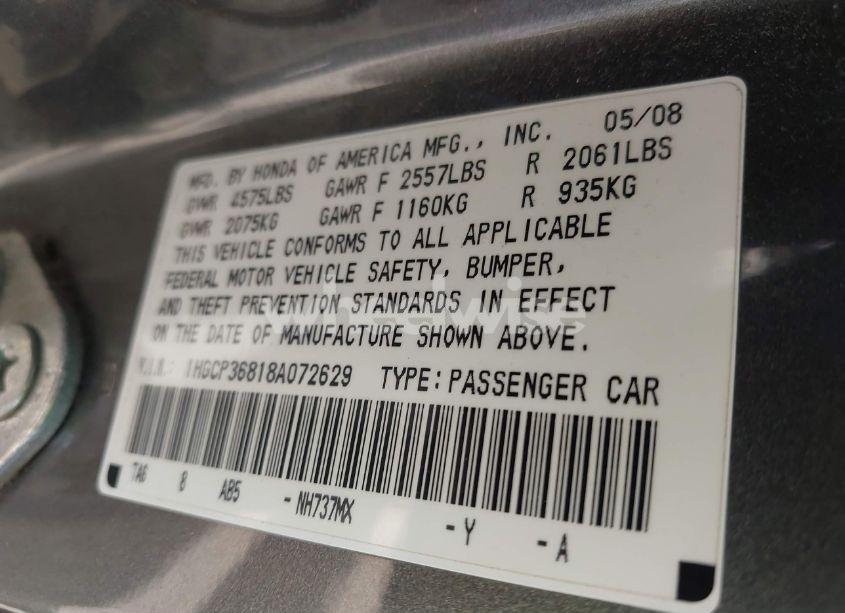 MFD. BY HONDA OF AMERICA MFG., INC. 05/08
GVWR 4575LBS GAWR F 2557LBS R 2061LBS
GVWR 2075KG GAWR F 1160KG R 935KG
THIS VEHICLE CONFORMS TO ALL APPLICABLE
FEDERAL MOTOR VEHICLE SAFETY, BUMPER,
AND THEFT PREVENTION STANDARDS IN EFFECT
ON THE DATE OF MANUFACTURE SHOWN ABOVE.
V.I.N.: 1HGCP36818A072629 TYPE: PASSENGER CAR
TA6 8 AB5 -NH737MX -Y -A
wheelwise